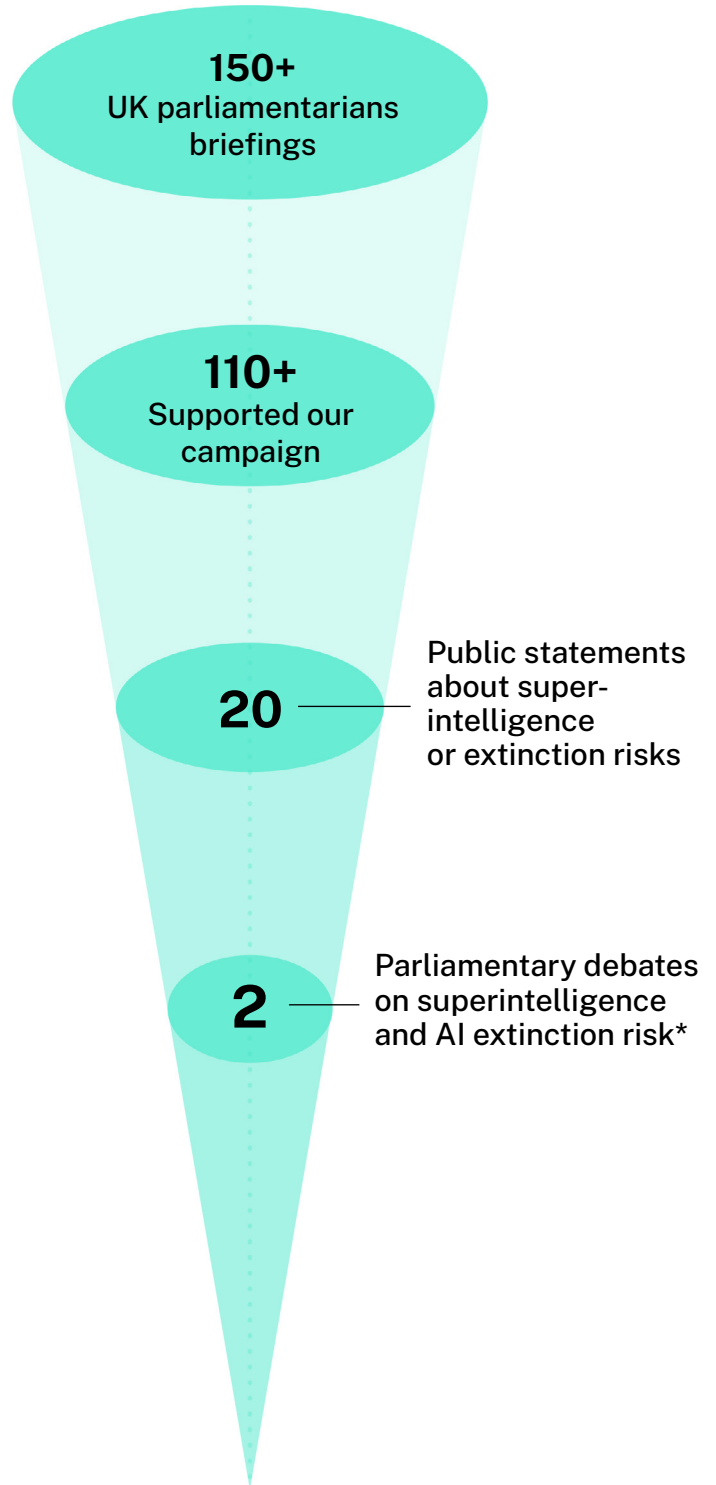 150+
UK parliamentarians
briefings
110+
Supported our
campaign
20
Public statements
about super-
intelligence
or extinction risks
2
Parliamentary debates
on superintelligence
and AI extinction risk*